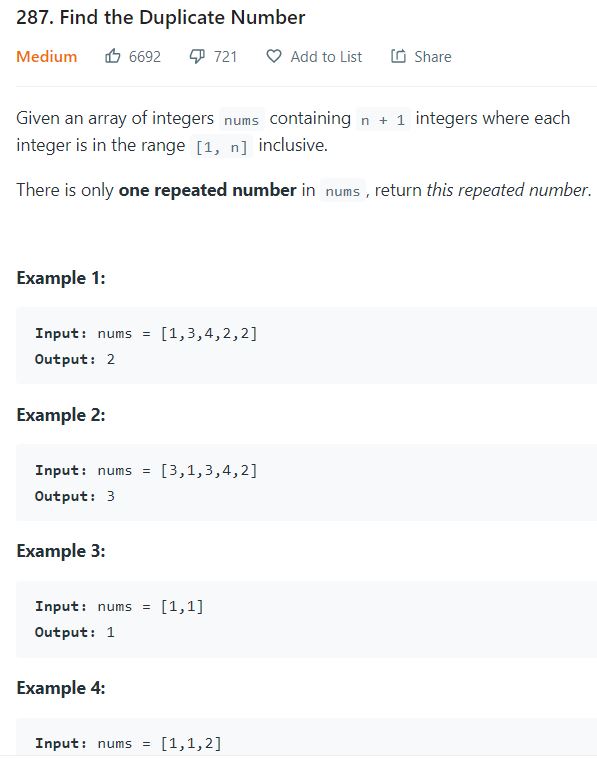 287. Find the Duplicate Number
Medium 6692 721 Add to List Share
Given an array of integers nums containing n + 1 integers where each
integer is in the range [1, n] inclusive.
There is only one repeated number in nums , return this repeated number.
Example 1:
Input: nums = [1,3,4,2,2]
Output: 2
Example 2:
Input: nums = [3,1,3,4,2]
Output: 3
Example 3:
Input: nums = [1,1]
Output: 1
Example 4:
Input: nums = [1,1,2]